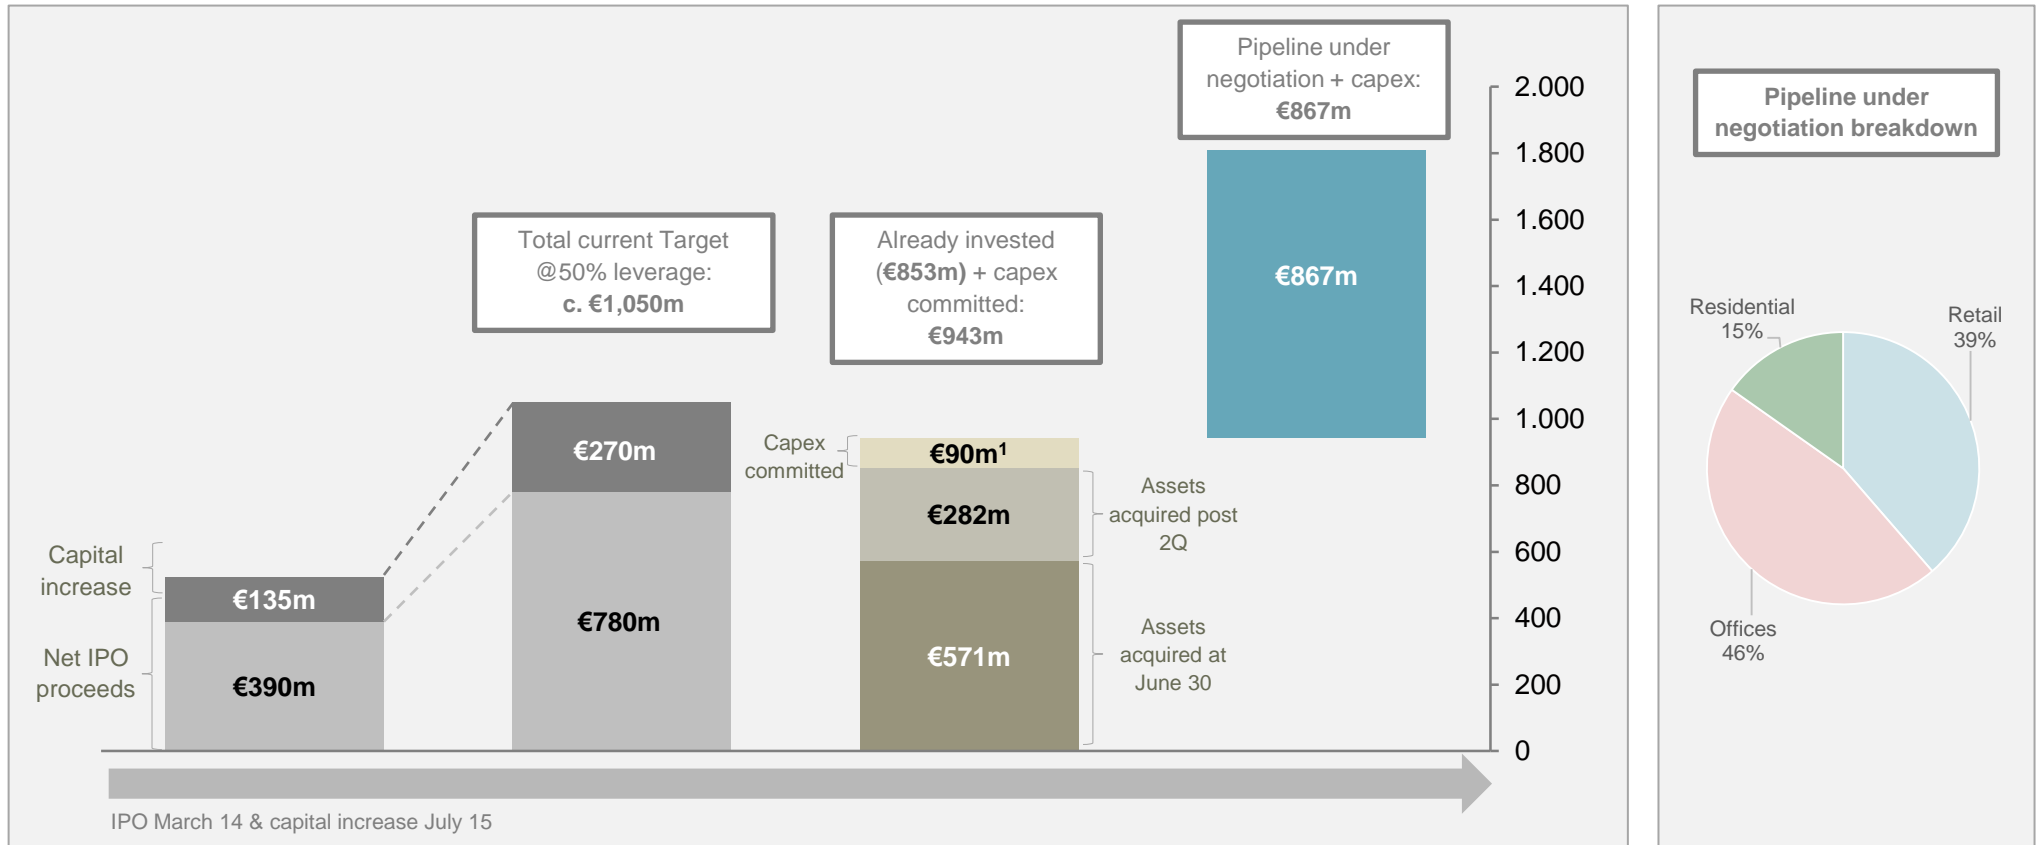 Pipeline under
negotiation + capex:
€867m
Total current Target
@50% leverage:
c. €1,050m
Already invested
(€853m) + capex
committed:
€943m
€867m
2.000
1.800
1.600
1.400
1.200
1.000
800
600
400
200
0
Capital
increase
Net IPO
proceeds
€135m
€390m
€270m
€780m
Capex
committed
€90m¹
€282m
€571m
Assets
acquired post
2Q
Assets
acquired at
June 30
IPO March 14 & capital increase July 15
Pipeline under
negotiation breakdown
Residential
15%
Retail
39%
Offices
46%